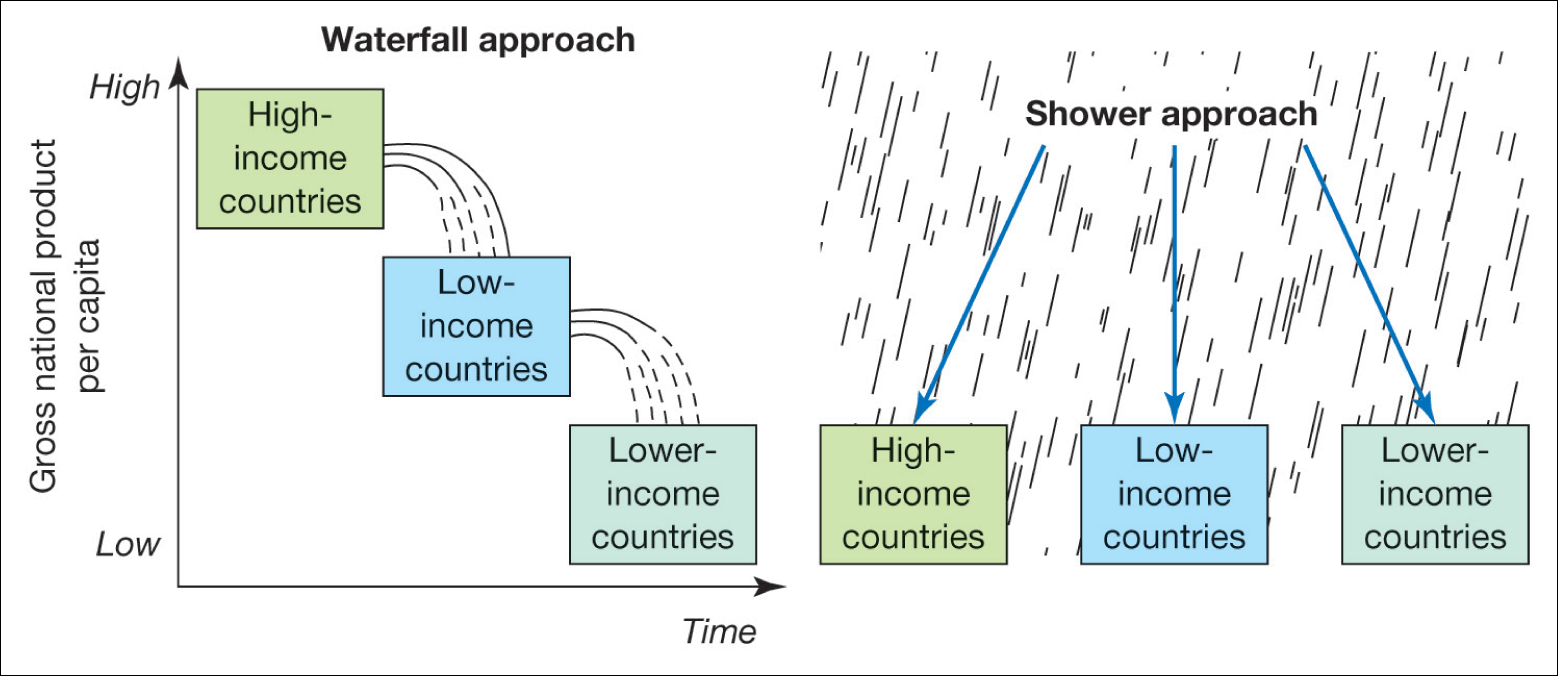 Waterfall approach
High
Gross national product
per capita
Low
High-
income
countries
Low-
income
countries
Lower-
income
countries
Time
Shower approach
High-
income
countries
Low-
income
countries
Lower-
income
countries